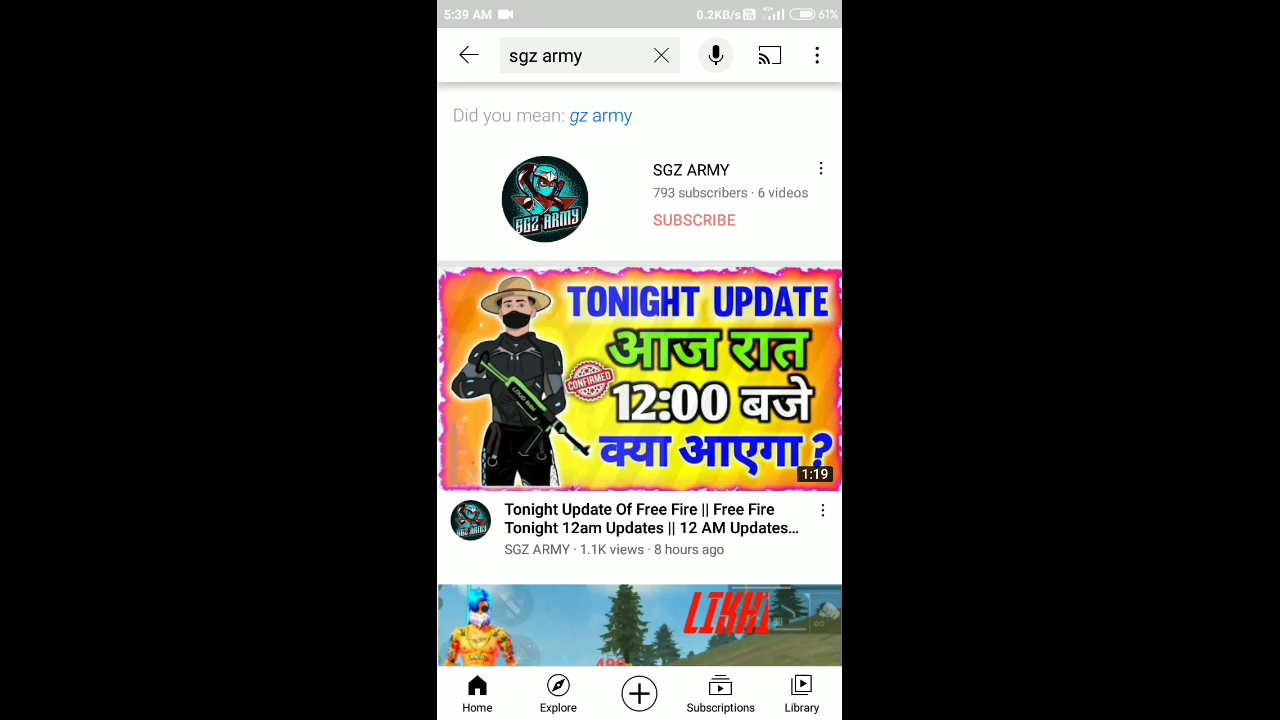 5:39 AM
0.2KB/s
61%
sgz army
Did you mean: gz army
SGZ ARMY
SGZ ARMY
793 subscribers · 6 videos
SUBSCRIBE
TONIGHT UPDATE
आज रात
CONFIRMED
12:00 बजे
क्या आएगा ?
1:19
Tonight Update Of Free Fire || Free Fire
Tonight 12am Updates || 12 AM Updates...
SGZ ARMY · 1.1K views · 8 hours ago
Home
Explore
Subscriptions
Library